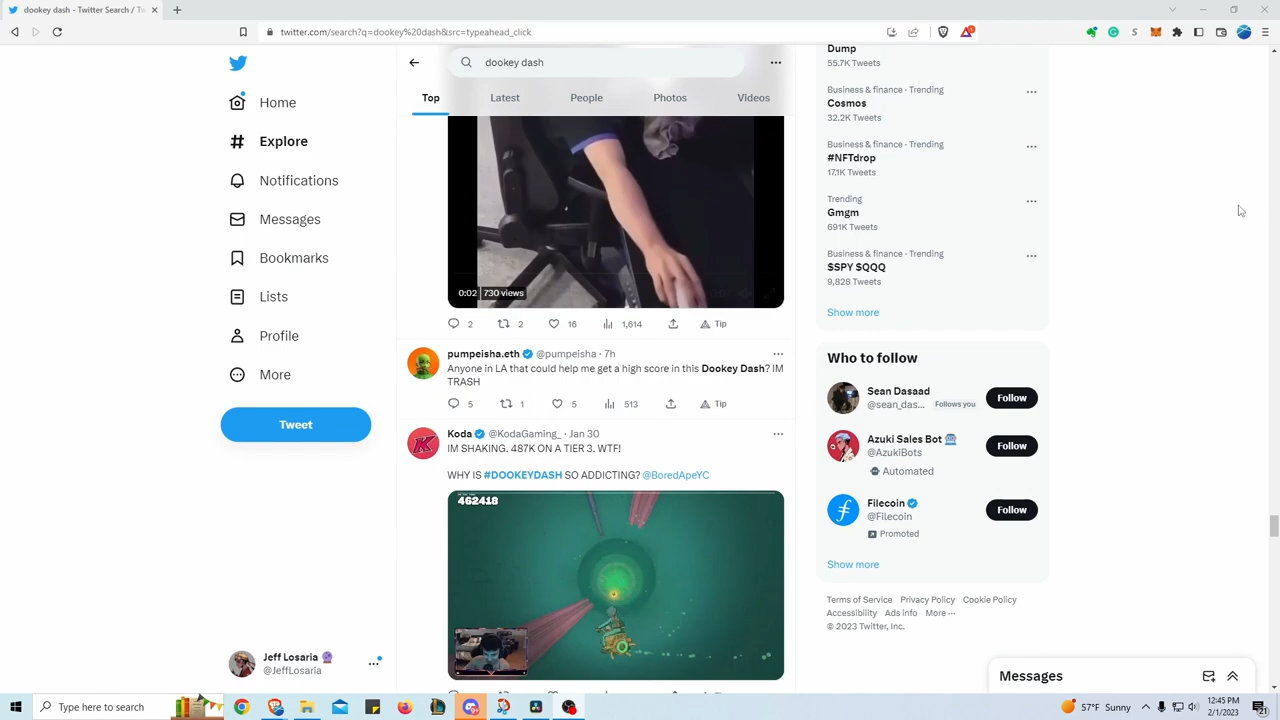 dookey dash - Twitter Search / Tw
twitter.com/search?q=dookey%20dash&src=typeahead_click
Home
Explore
Notifications
Messages
Bookmarks
Lists
Profile
More
Tweet
Jeff Losaria
@JeffLosaria
dookey dash
Top Latest People Photos Videos
0:02 730 views
2 2 16 1,614 Tip
pumpeisha.eth @pumpeisha · 7h
Anyone in LA that could help me get a high score in this Dookey Dash? IM
TRASH
5 1 5 513 Tip
Koda @KodaGaming_ · Jan 30
IM SHAKING. 487K ON A TIER 3. WTF!
WHY IS #DOOKEYDASH SO ADDICTING? @BoredApeYC
462418
Dump
55.7K Tweets
Business & finance · Trending
Cosmos
32.2K Tweets
Business & finance · Trending
#NFTdrop
17.1K Tweets
Trending
Gmgm
691K Tweets
Business & finance · Trending
$SPY $QQQ
9,828 Tweets
Show more
Who to follow
Sean Dasaad
@sean_das... Follows you
Follow
Azuki Sales Bot
@AzukiBots
Follow
Automated
Filecoin
@Filecoin
Follow
Promoted
Show more
Terms of Service Privacy Policy Cookie Policy
Accessibility Ads info More ···
© 2023 Twitter, Inc.
Messages
Type here to search
57°F Sunny
12:45 PM
2/1/2023
21